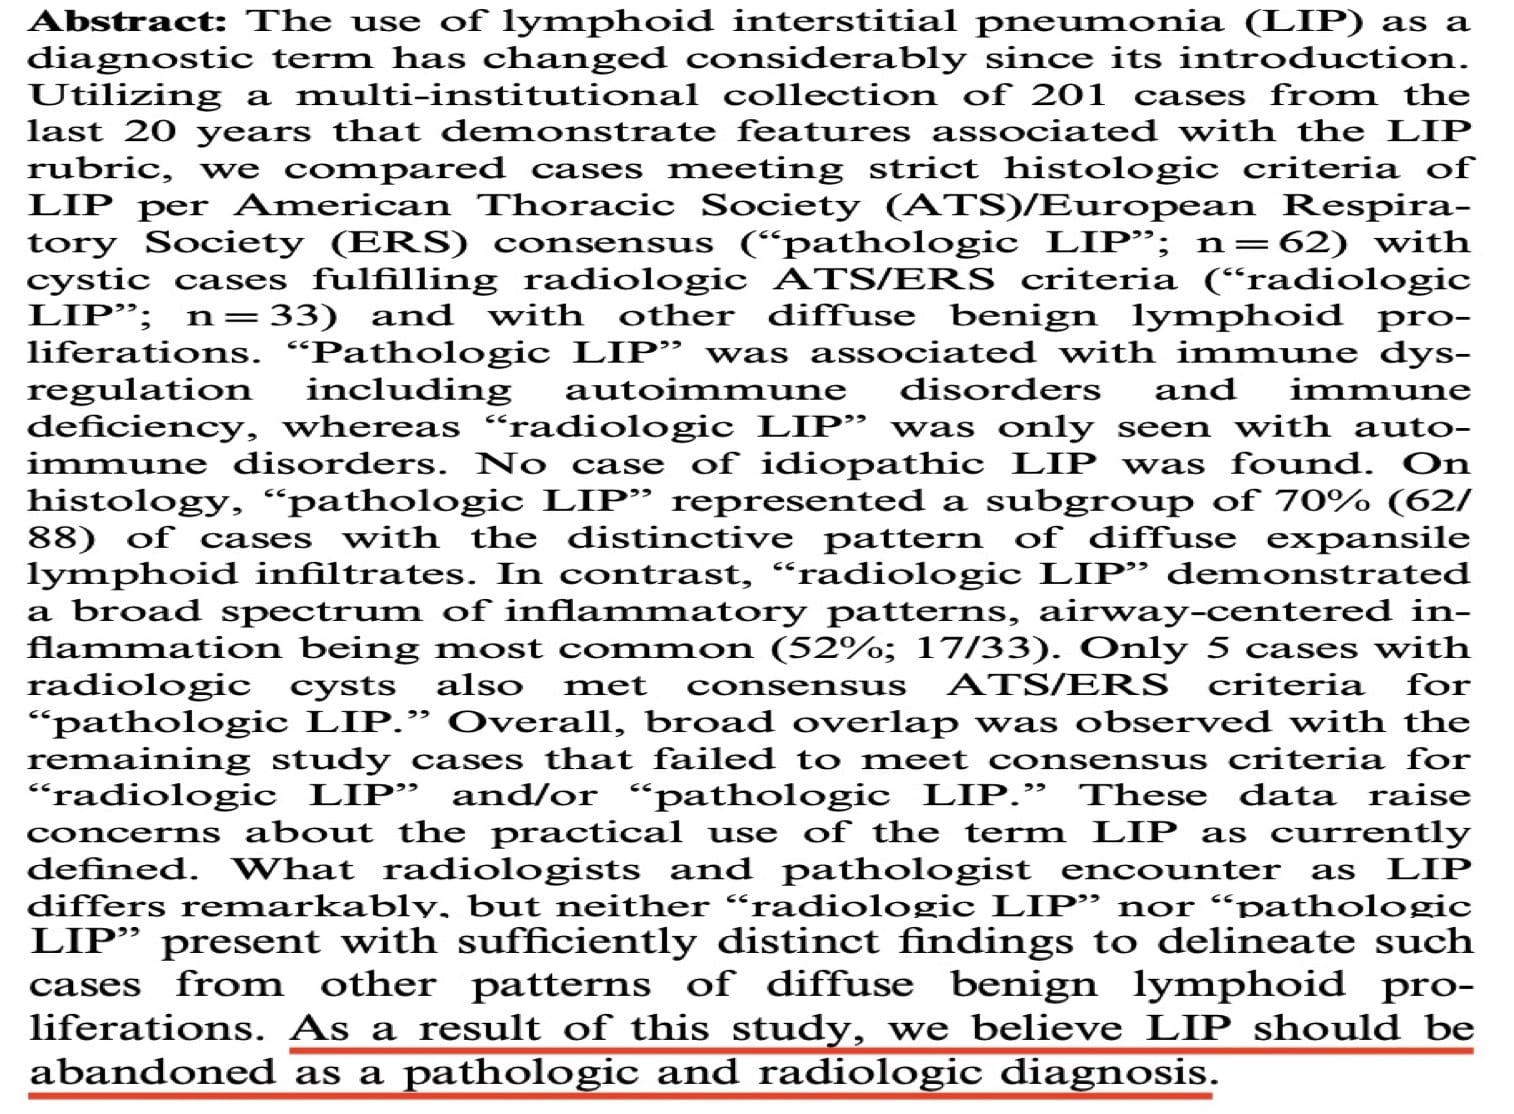 Abstract: The use of lymphoid interstitial pneumonia (LIP) as a
diagnostic term has changed considerably since its introduction.
Utilizing a multi-institutional collection of 201 cases from the
last 20 years that demonstrate features associated with the LIP
rubric, we compared cases meeting strict histologic criteria of
LIP per American Thoracic Society (ATS)/European Respira-
tory Society (ERS) consensus (“pathologic LIP”; n = 62) with
cystic cases fulfilling radiologic ATS/ERS criteria (“radiologic
LIP”; n = 33) and with other diffuse benign lymphoid pro-
liferations. “Pathologic LIP” was associated with immune dys-
regulation including autoimmune disorders and immune
deficiency, whereas “radiologic LIP” was only seen with auto-
immune disorders. No case of idiopathic LIP was found. On
histology, “pathologic LIP” represented a subgroup of 70% (62/
88) of cases with the distinctive pattern of diffuse expansile
lymphoid infiltrates. In contrast, “radiologic LIP” demonstrated
a broad spectrum of inflammatory patterns, airway-centered in-
flammation being most common (52%; 17/33). Only 5 cases with
radiologic cysts also met consensus ATS/ERS criteria for
“pathologic LIP.” Overall, broad overlap was observed with the
remaining study cases that failed to meet consensus criteria for
“radiologic LIP” and/or “pathologic LIP.” These data raise
concerns about the practical use of the term LIP as currently
defined. What radiologists and pathologist encounter as LIP
differs remarkably, but neither “radiologic LIP” nor “pathologic
LIP” present with sufficiently distinct findings to delineate such
cases from other patterns of diffuse benign lymphoid pro-
liferations. As a result of this study, we believe LIP should be
abandoned as a pathologic and radiologic diagnosis.